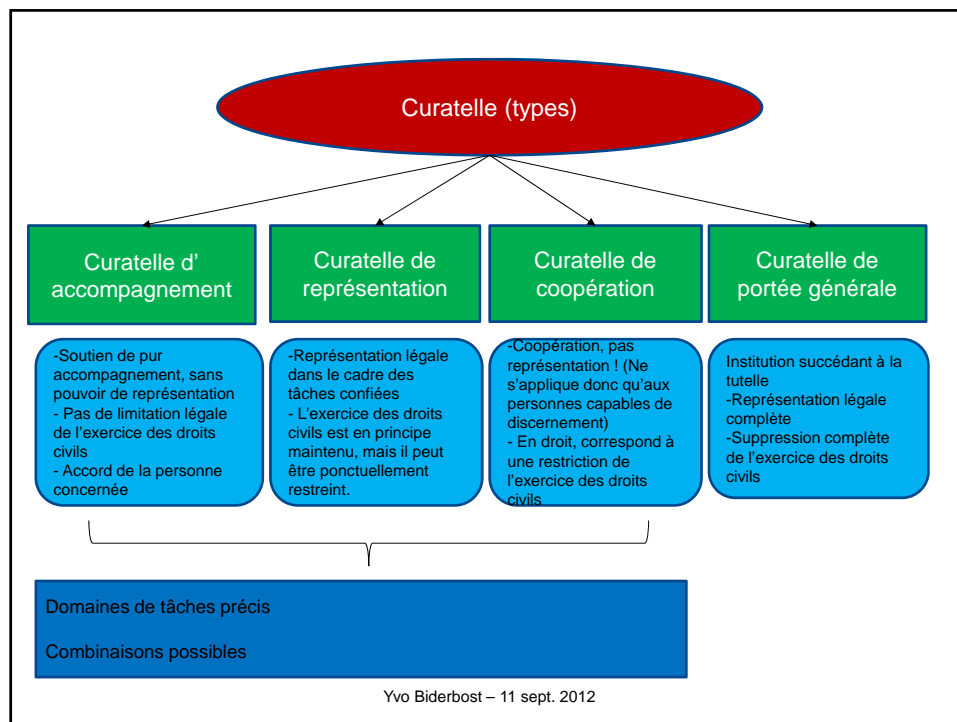 Curatelle (types)
Curatelle d’
accompagnement
Curatelle de
représentation
Curatelle de
coopération
Curatelle de
portée générale
-Soutien de pur
accompagnement, sans
pouvoir de représentation
- Pas de limitation légale
de l’exercice des droits
civils
- Accord de la personne
concernée
-Représentation légale
dans le cadre des
tâches confiées
- L’exercice des droits
civils est en principe
maintenu, mais il peut
être ponctuellement
restreint.
-Coopération, pas
représentation ! (Ne
s’applique donc qu’aux
personnes capables de
discernement)
- En droit, correspond à
une restriction de
l’exercice des droits
civils
Institution succédant à la
tutelle
-Représentation légale
complète
-Suppression complète
de l’exercice des droits
civils
Domaines de tâches précis
Combinaisons possibles
Yvo Biderbost – 11 sept. 2012